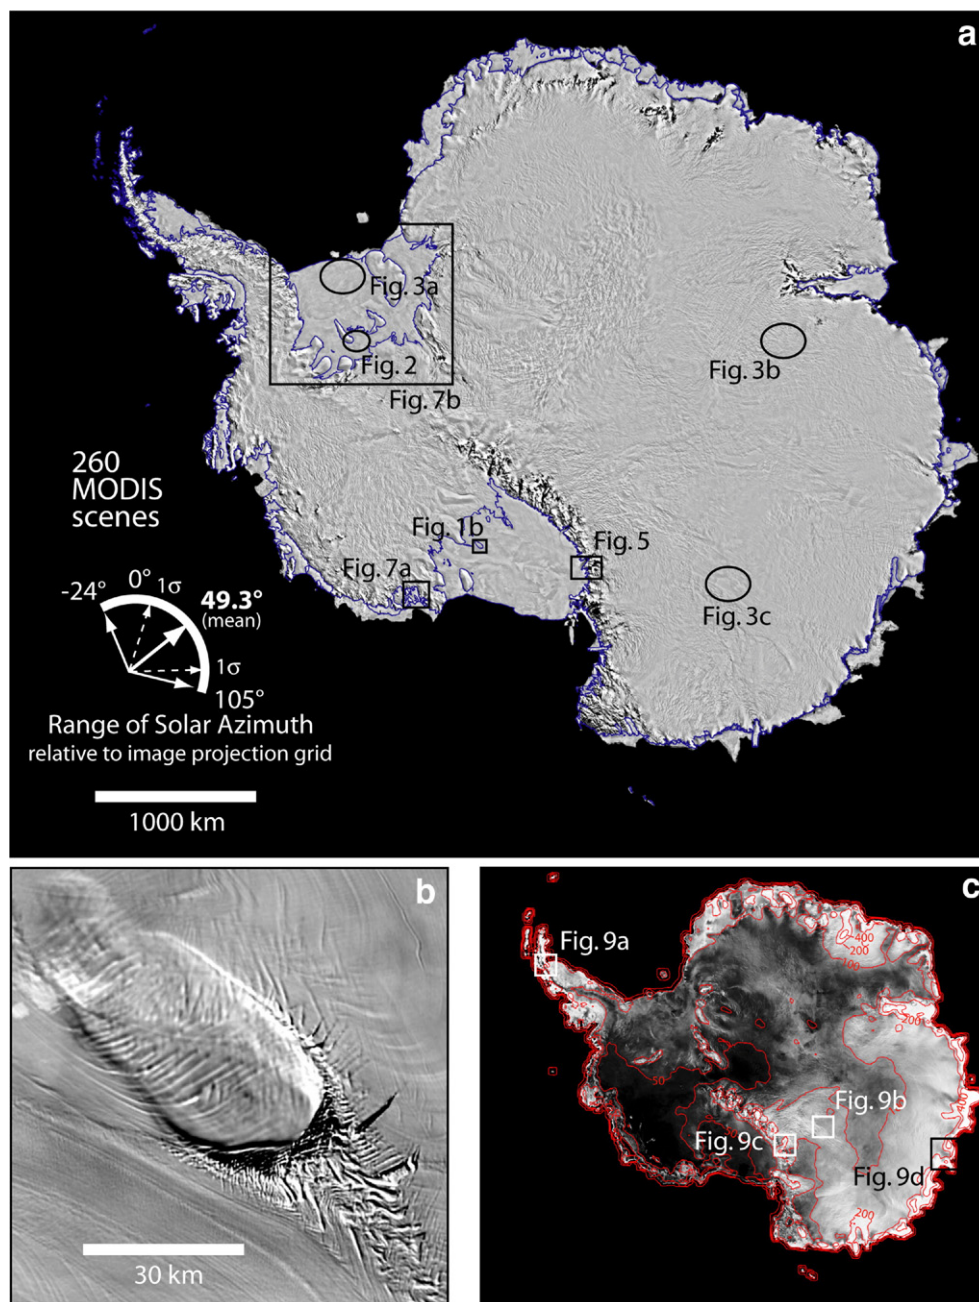 a
Fig. 3a
Fig. 2
Fig. 7b
Fig. 3b
260
MODIS
scenes
Fig. 1b
Fig. 7a
Fig. 5
Fig. 3c
-24°
0°
1σ
49.3°
(mean)
1σ
105°
Range of Solar Azimuth
relative to image projection grid
1000 km
b
30 km
c
Fig. 9a
400
200
100
200
50
400
Fig. 9b
Fig. 9c
Fig. 9d
200